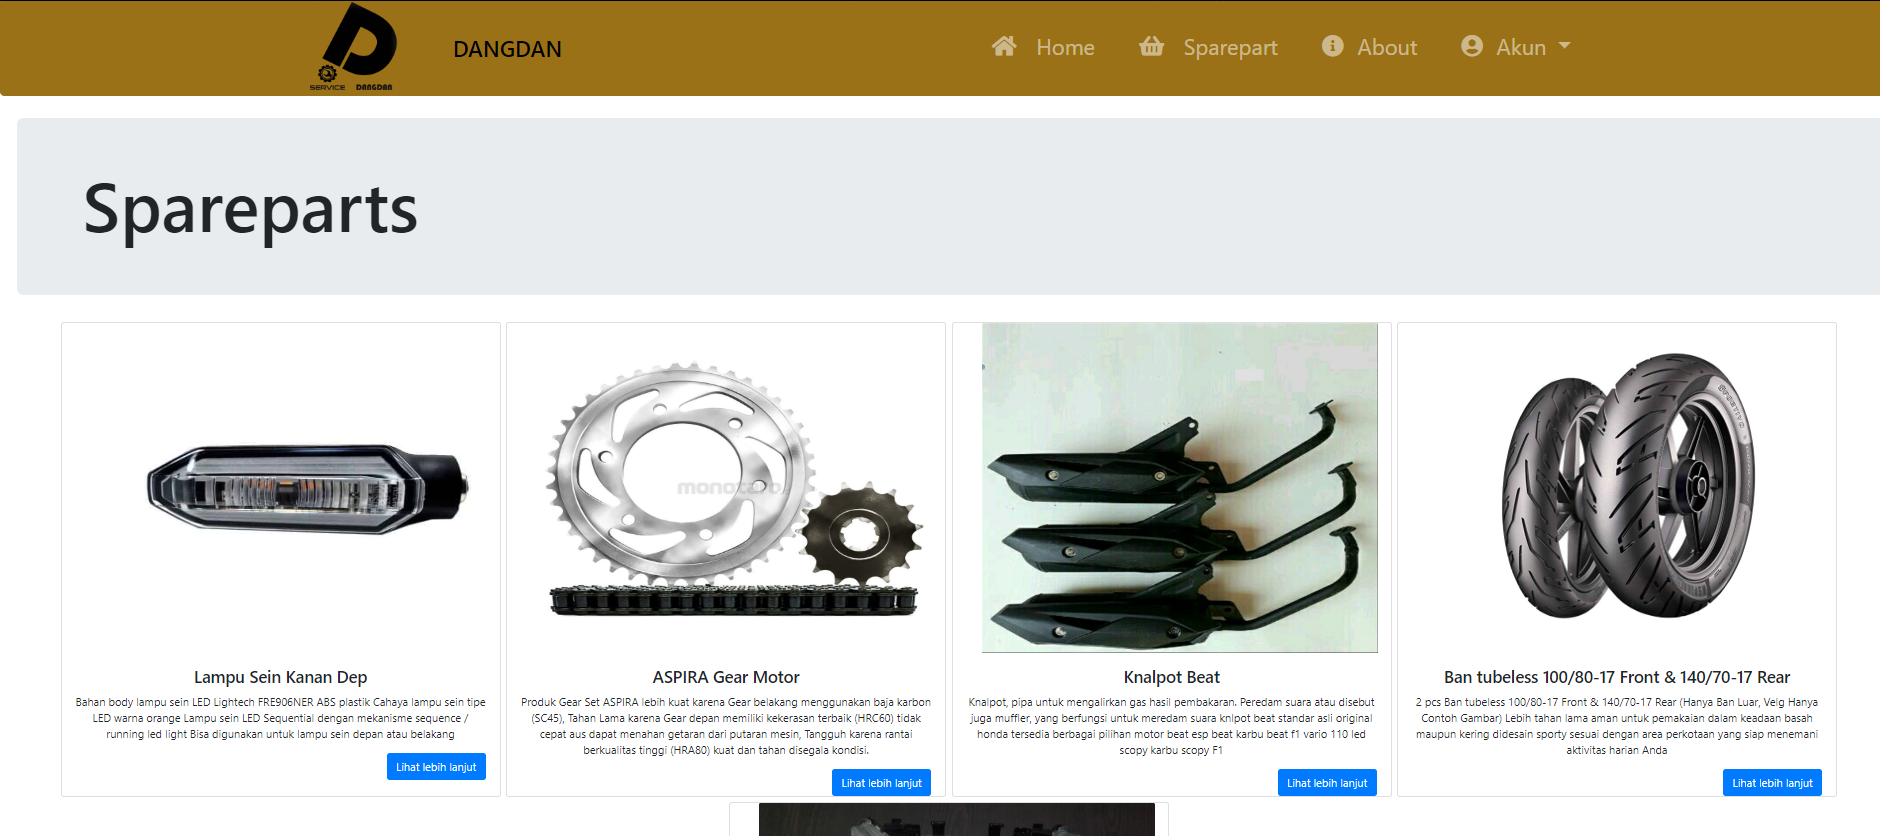 SERVICE DANGDAN
DANGDAN
Home
Sparepart
About
Akun
Spareparts
monotaro
Lampu Sein Kanan Dep
Bahan body lampu sein LED Lightech FRE906NER ABS plastik Cahaya lampu sein tipe
LED warna orange Lampu sein LED Sequential dengan mekanisme sequence /
running led light Bisa digunakan untuk lampu sein depan atau belakang
Lihat lebih lanjut
ASPIRA Gear Motor
Produk Gear Set ASPIRA lebih kuat karena Gear belakang menggunakan baja karbon
(SC45), Tahan Lama karena Gear depan memiliki kekerasan terbaik (HRC60) tidak
cepat aus dapat menahan getaran dari putaran mesin, Tangguh karena rantai
berkualitas tinggi (HRA80) kuat dan tahan disegala kondisi.
Lihat lebih lanjut
Knalpot Beat
Knalpot, pipa untuk mengalirkan gas hasil pembakaran. Peredam suara atau disebut
juga muffler, yang berfungsi untuk meredam suara knlpot beat standar asli original
honda tersedia berbagai pilihan motor beat esp beat karbu beat f1 vario 110 led
scopy karbu scopy F1
Lihat lebih lanjut
Ban tubeless 100/80-17 Front & 140/70-17 Rear
2 pcs Ban tubeless 100/80-17 Front & 140/70-17 Rear (Hanya Ban Luar, Velg Hanya
Contoh Gambar) Lebih tahan lama aman untuk pemakaian dalam keadaan basah
maupun kering didesain sporty sesuai dengan area perkotaan yang siap menemani
aktivitas harian Anda
Lihat lebih lanjut